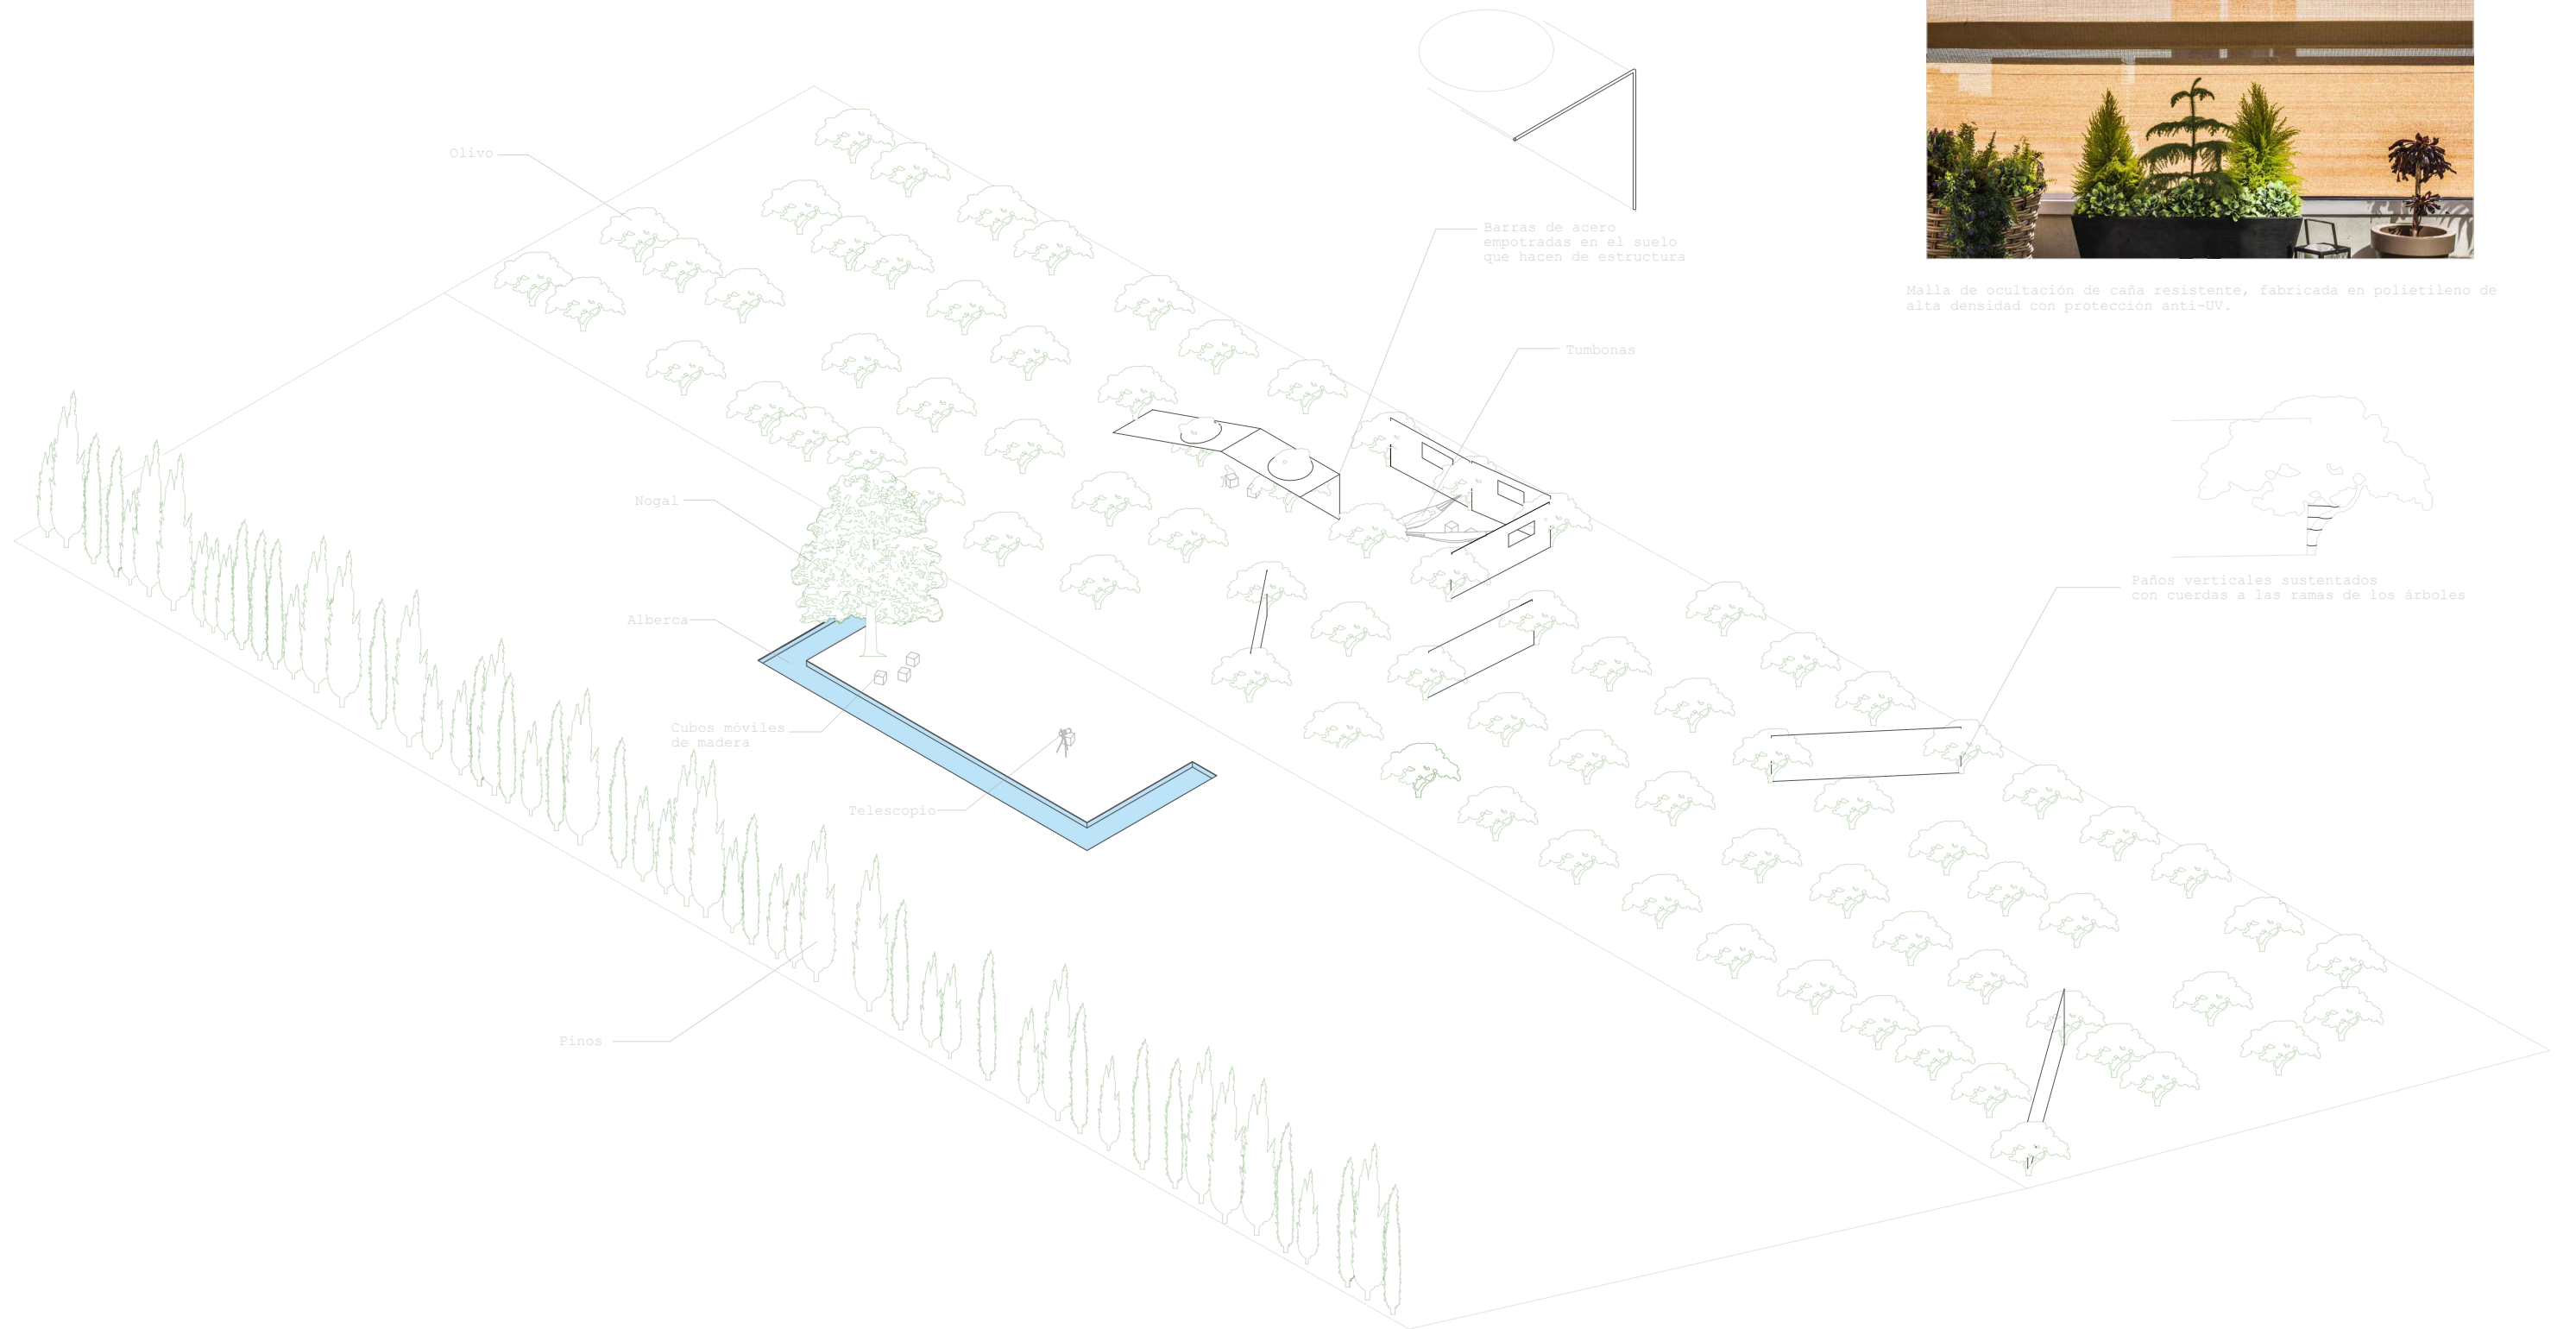 Olivo
Barras de acero
empotradas en el suelo
que hacen de estructura
Malla de ocultación de caña resistente, fabricada en polietileno de
alta densidad con protección anti-UV.
Tumbonas
Nogal
Paños verticales sustentados
con cuerdas a las ramas de los árboles
Alberca
Cubos móviles
de madera
Telescopio
Pinos